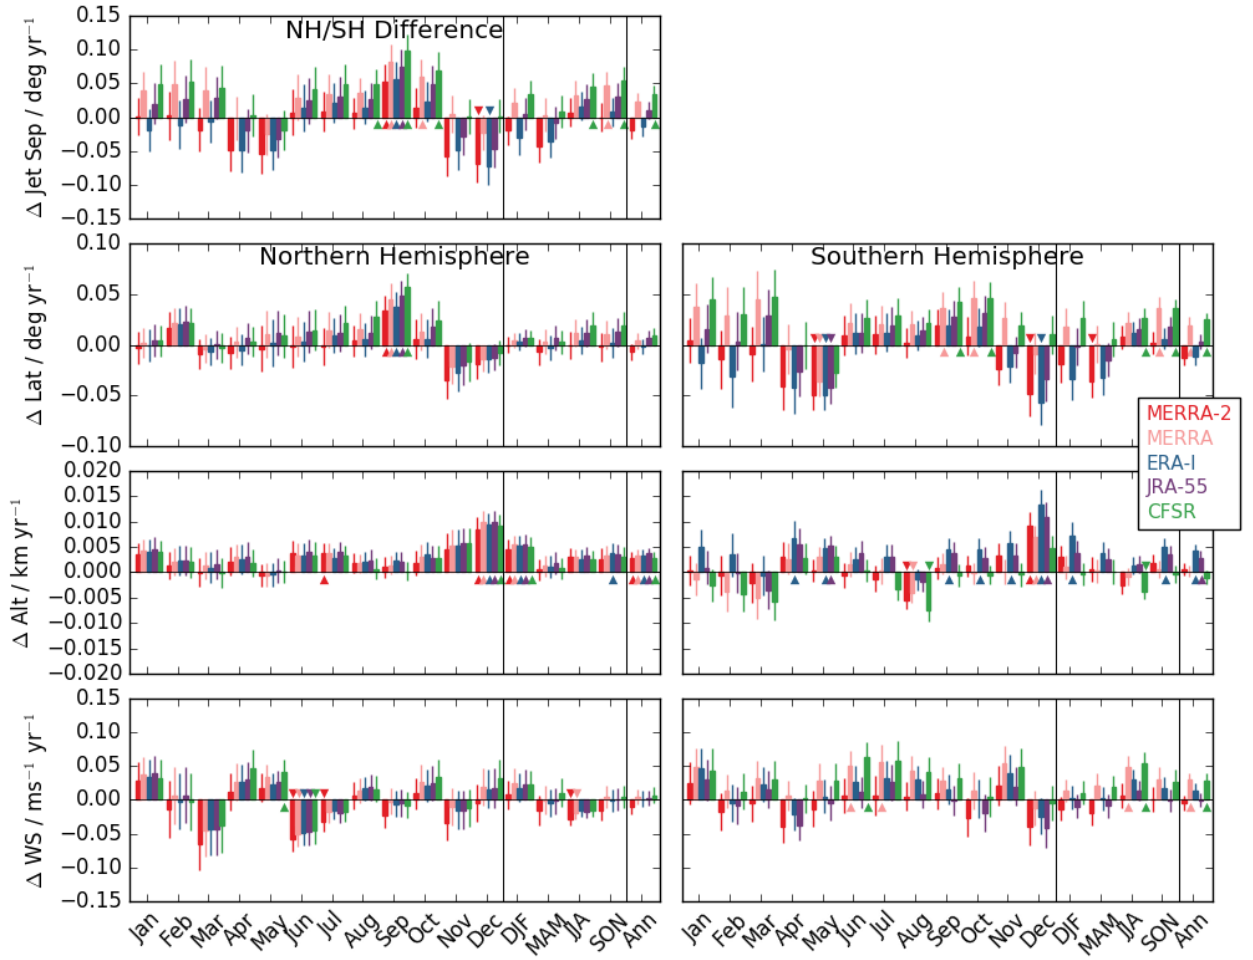 NH/SH Difference
Δ Jet Sep / deg yr⁻¹
0.15
0.10
0.05
0.00
−0.05
−0.10
−0.15
Northern Hemisphere
Southern Hemisphere
Δ Lat / deg yr⁻¹
0.10
0.05
0.00
−0.05
−0.10
MERRA-2
MERRA
ERA-I
JRA-55
CFSR
Δ Alt / km yr⁻¹
0.020
0.015
0.010
0.005
0.000
−0.005
−0.010
−0.015
−0.020
Δ WS / ms⁻¹ yr⁻¹
0.15
0.10
0.05
0.00
−0.05
−0.10
−0.15
Jan Feb Mar Apr May Jun Jul Aug Sep Oct Nov Dec DJF MAM JJA SON Ann
Jan Feb Mar Apr May Jun Jul Aug Sep Oct Nov Dec DJF MAM JJA SON Ann